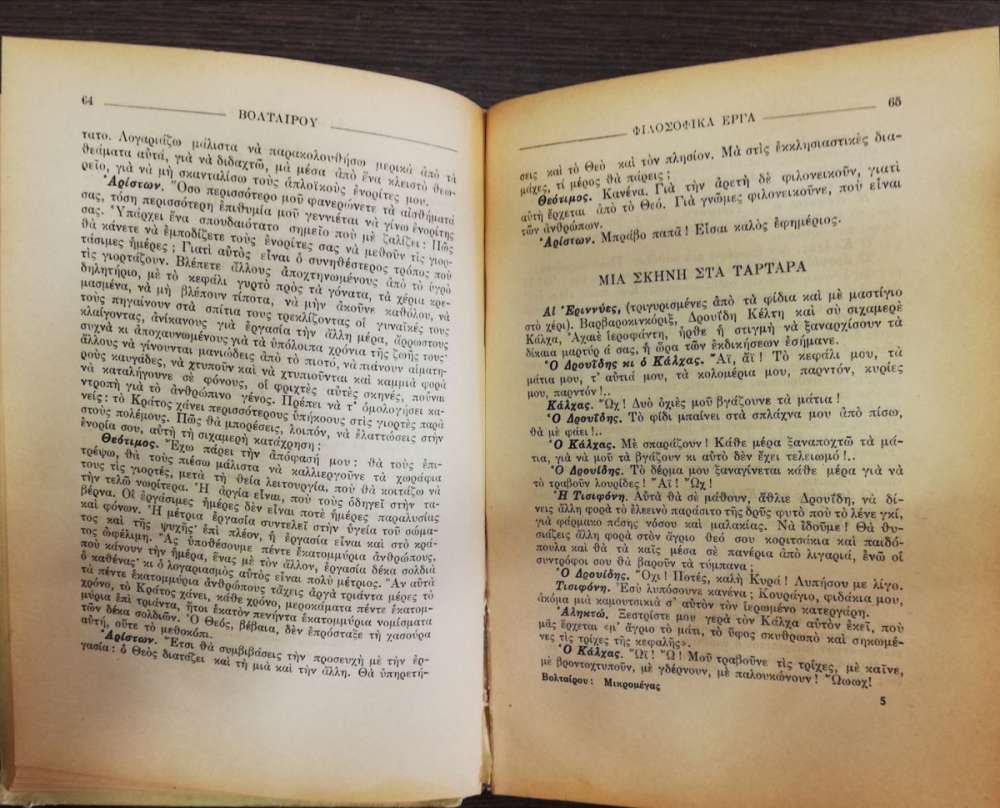 64
ΒΟΛΤΑΙΡΟΥ
τατο. Λογαριάζω μάλιστα νὰ παρακολουθήσω μερικὰ ἀπὸ τὰ
θεάματα αὐτά, γιὰ νὰ διδαχτῶ, μὰ μέσα ἀπὸ ἕνα κλειστὸ θεω-
ρεῖο, γιὰ νὰ μὴ σκανταλίσω τοὺς ἁπλοϊκοὺς ἐνορίτες μου.
Ἀρίστων. Ὅσο περισσότερο μοῦ φανερώνετε τὰ αἰσθήματά
σας, τόση περισσότερη ἐπιθυμία μοῦ γεννιέται νὰ γίνω ἐνορίτης
σας. Ὑπάρχει ἕνα σπουδαιότατο σημεῖο ποὺ μὲ ζαλίζει: Πῶς
θὰ κάνετε νὰ ἐμποδίζετε τοὺς ἐνορίτες σας νὰ μεθοῦν τὶς γιορ-
τάσιμες ἡμέρες; Γιατὶ αὐτὸς εἶναι ὁ συνηθέστερος τρόπος ποὺ
τὶς γιορτάζουν. Βλέπετε ἄλλους ἀποχτηνωμένους ἀπὸ τὸ ὑγρὸ
δηλητήριο, μὲ τὸ κεφάλι γυρτὸ πρὸς τὰ γόνατα, τὰ χέρια κρε-
μασμένα, νὰ μὴ βλέπουν τίποτα, νὰ μὴν ἀκοῦνε καθόλου, νὰ
τοὺς πηγαίνουν στὰ σπίτια τους τρεκλίζοντας οἱ γυναῖκές τους
κλαίγοντας, ἀνίκανους γιὰ ἐργασία τὴν ἄλλη μέρα, ἄρρωστους
συχνὰ κι ἀποχαυνωμένους γιὰ τὰ ὑπόλοιπα χρόνια τῆς ζωῆς τους·
ἄλλους νὰ γίνουνται μανιώδεις ἀπὸ τὸ πιοτό, νὰ πιάνουν αἱματη-
ροὺς καυγάδες, νὰ χτυποῦν καὶ νὰ χτυπιοῦνται καὶ καμμιὰ φορὰ
νὰ καταλήγουνε σὲ φόνους, οἱ φριχτὲς αὐτὲς σκηνές, ποὖναι
ντροπὴ γιὰ τὸ ἀνθρώπινο γένος. Πρέπει νὰ τ' ὁμολογήσει κα-
νείς: τὸ Κράτος χάνει περισσότερους ὑπήκοους στὶς γιορτὲς παρὰ
στοὺς πολέμους. Πῶς θὰ μπορέσεις, λοιπόν, νὰ ἐλαττώσεις στὴν
ἐνορία σου, αὐτὴ τὴ σιχαμερὴ κατάχρηση;
Θεότιμος. Ἔχω πάρει τὴν ἀπόφασή μου: θὰ τοὺς ἐπι-
τρέψω, θὰ τοὺς πιέσω μάλιστα νὰ καλλιεργοῦνε τὰ χωράφια
τους τὶς γιορτές, μετὰ τὴ θεία λειτουργία, ποὺ θὰ κοιτάζω νὰ
τὴν τελῶ νωρίτερα. Ἡ ἀργία εἶναι, ποὺ τοὺς ὁδηγεῖ στὴν τα-
βέρνα. Οἱ ἐργάσιμες ἡμέρες δὲν εἶναι ποτὲ ἡμέρες παραλυσίας
καὶ φόνων. Ἡ μέτρια ἐργασία συντελεῖ στὴν ὑγεία τοῦ σώμα-
τος καὶ τῆς ψυχῆς· ἐπὶ πλέον, ἡ ἐργασία εἶναι καὶ στὸ κρά-
τος ὠφέλιμη. Ἂς ὑποθέσουμε πέντε ἑκατομμύρια ἀνθρώπους,
ποὺ κάνουν τὴν ἡμέρα, ἕνας μὲ τὸν ἄλλον, ἐργασία δέκα σολδιὰ
ὁ καθένας· κι ὁ λογαριασμὸς αὐτὸς εἶναι πολὺ μέτριος. Ἂν αὐτὰ
τὰ πέντε ἑκατομμύρια ἀνθρώπους τἄχεις ἀργὰ τριάντα μέρες τὸ
χρόνο, τὸ Κράτος χάνει, κάθε χρόνο, μεροκάματα πέντε ἑκατομ-
μύρια ἐπὶ τριάντα, ἤτοι ἑκατὸν πενήντα ἑκατομμύρια νομίσματα
τῶν δέκα σολδιῶν. Ὁ Θεός, βέβαια, δὲν ἐπρόσταξε τὴ χασούρα
αὐτή, οὔτε τὸ μεθοκόπι.
Ἀρίστων. Ἔτσι θὰ συμβιβάσεις τὴν προσευχὴ μὲ τὴν ἐρ-
γασία: ὁ Θεὸς διατάζει καὶ τὴ μιὰ καὶ τὴν ἄλλη. Θὰ ὑπηρετή-
65
ΦΙΛΟΣΟΦΙΚΑ ΕΡΓΑ
σεις καὶ τὸ Θεὸ καὶ τὸν πλησίον. Μὰ στὶς ἐκκλησιαστικὲς δια-
μάχες, τί μέρος θὰ πάρεις;
Θεότιμος. Κανένα. Γιὰ τὴν ἀρετὴ δὲ φιλονεικοῦν, γιατὶ
αὐτὴ ἔρχεται ἀπὸ τὸ Θεό. Γιὰ γνῶμες φιλονεικοῦνε, ποὺ εἶναι
τῶν ἀνθρώπων.
Ἀρίστων. Μπράβο παπᾶ! Εἶσαι καλὸς ἐφημέριος.
ΜΙΑ ΣΚΗΝΗ ΣΤΑ ΤΑΡΤΑΡΑ
Αἱ Ἐριννύες, (τριγυρισμένες ἀπὸ τὰ φίδια καὶ μὲ μαστίγιο
στὸ χέρι). Βαρβαροκινκόριξ, Δρουΐδη Κέλτη καὶ σὺ σιχαμερὲ
Κάλχα, Ἀχαιὲ ἱεροφάντη, ἦρθε ἡ στιγμὴ νὰ ξαναρχίσουν τὰ
δίκαια μαρτύρ ά σας, ἡ ὥρα τῶν ἐκδικήσεων ἐσήμανε.
Ὁ Δρουΐδης κι ὁ Κάλχας. Ἄϊ, ἄϊ! Τὸ κεφάλι μου, τὰ
μάτια μου, τ' αὐτιά μου, τὰ κολομέρια μου, παρντόν, κυρίες
μου, παρντόν!..
Κάλχας. Ὤχ! Δυὸ ὀχιὲς μοῦ βγάζουνε τὰ μάτια!
Ὁ Δρουΐδης. Τὸ φίδι μπαίνει στὰ σπλάχνα μου ἀπὸ πίσω,
θὰ μὲ φάει!..
Ὁ Κάλχας. Μὲ σπαράζουν! Κάθε μέρα ξαναποχτῶ τὰ μά-
τια, γιὰ νὰ μοῦ τὰ βγάζουν κι αὐτὸ δὲν ἔχει τελειωμό!..
Ὁ Δρουΐδης. Τὸ δέρμα μου ξαναγίνεται κάθε μέρα γιὰ νὰ
τὸ τραβοῦν λουρίδες! Ἄϊ! Ὤχ!
Ἡ Τισιφόνη. Αὐτὰ θὰ σὲ μάθουν, ἄθλιε Δρουΐδη, νὰ δί-
νεις ἄλλη φορὰ τὸ ἐλεεινὸ παράσιτο τῆς δρῦς φυτὸ ποὺ τὸ λένε γκί,
γιὰ φάρμακο πάσης νόσου καὶ μαλακίας. Νὰ ἰδοῦμε! Θὰ θυ-
σιάζεις ἄλλη φορὰ στὸν ἄγριο θεό σου κοριτσάκια καὶ παιδό-
πουλα καὶ θὰ τὰ καῖς μέσα σὲ πανέρια ἀπὸ λιγαριά, ἐνῶ οἱ
σύντροφοί σου θὰ βαροῦν τὰ τύμπανα;
Ὁ Δρουΐδης. Ὄχι! Ποτές, καλὴ Κυρά! Λυπήσου με λίγο.
Τισιφόνη. Ἐσὺ λυπόσουνε κανένα; Κουράγιο, φιδάκια μου,
ἀκόμα μιὰ καμουτσικιὰ σ' αὐτὸν τὸν ἱερωμένο κατεργάρη.
Ἀληκτώ. Ξεστρίστε μου γερὰ τὸν Κάλχα αὐτὸν ἐκεῖ, ποὺ
μᾶς ἔρχεται «μ' ἄγριο τὸ μάτι, τὸ ὕφος σκυθρωπὸ καὶ σηκωμέ-
νες τὶς τρίχες τῆς κεφαλῆς».
Ὁ Κάλχας. Ὤϊ! Ὤ! Μοῦ τραβοῦνε τὶς τρίχες, μὲ καῖνε,
μὲ βροντοχτυποῦν, μὲ γδέρνουν, μὲ παλουκώνουν! Ὤωωχ!
Βολταίρου: Μικρομέγας
5